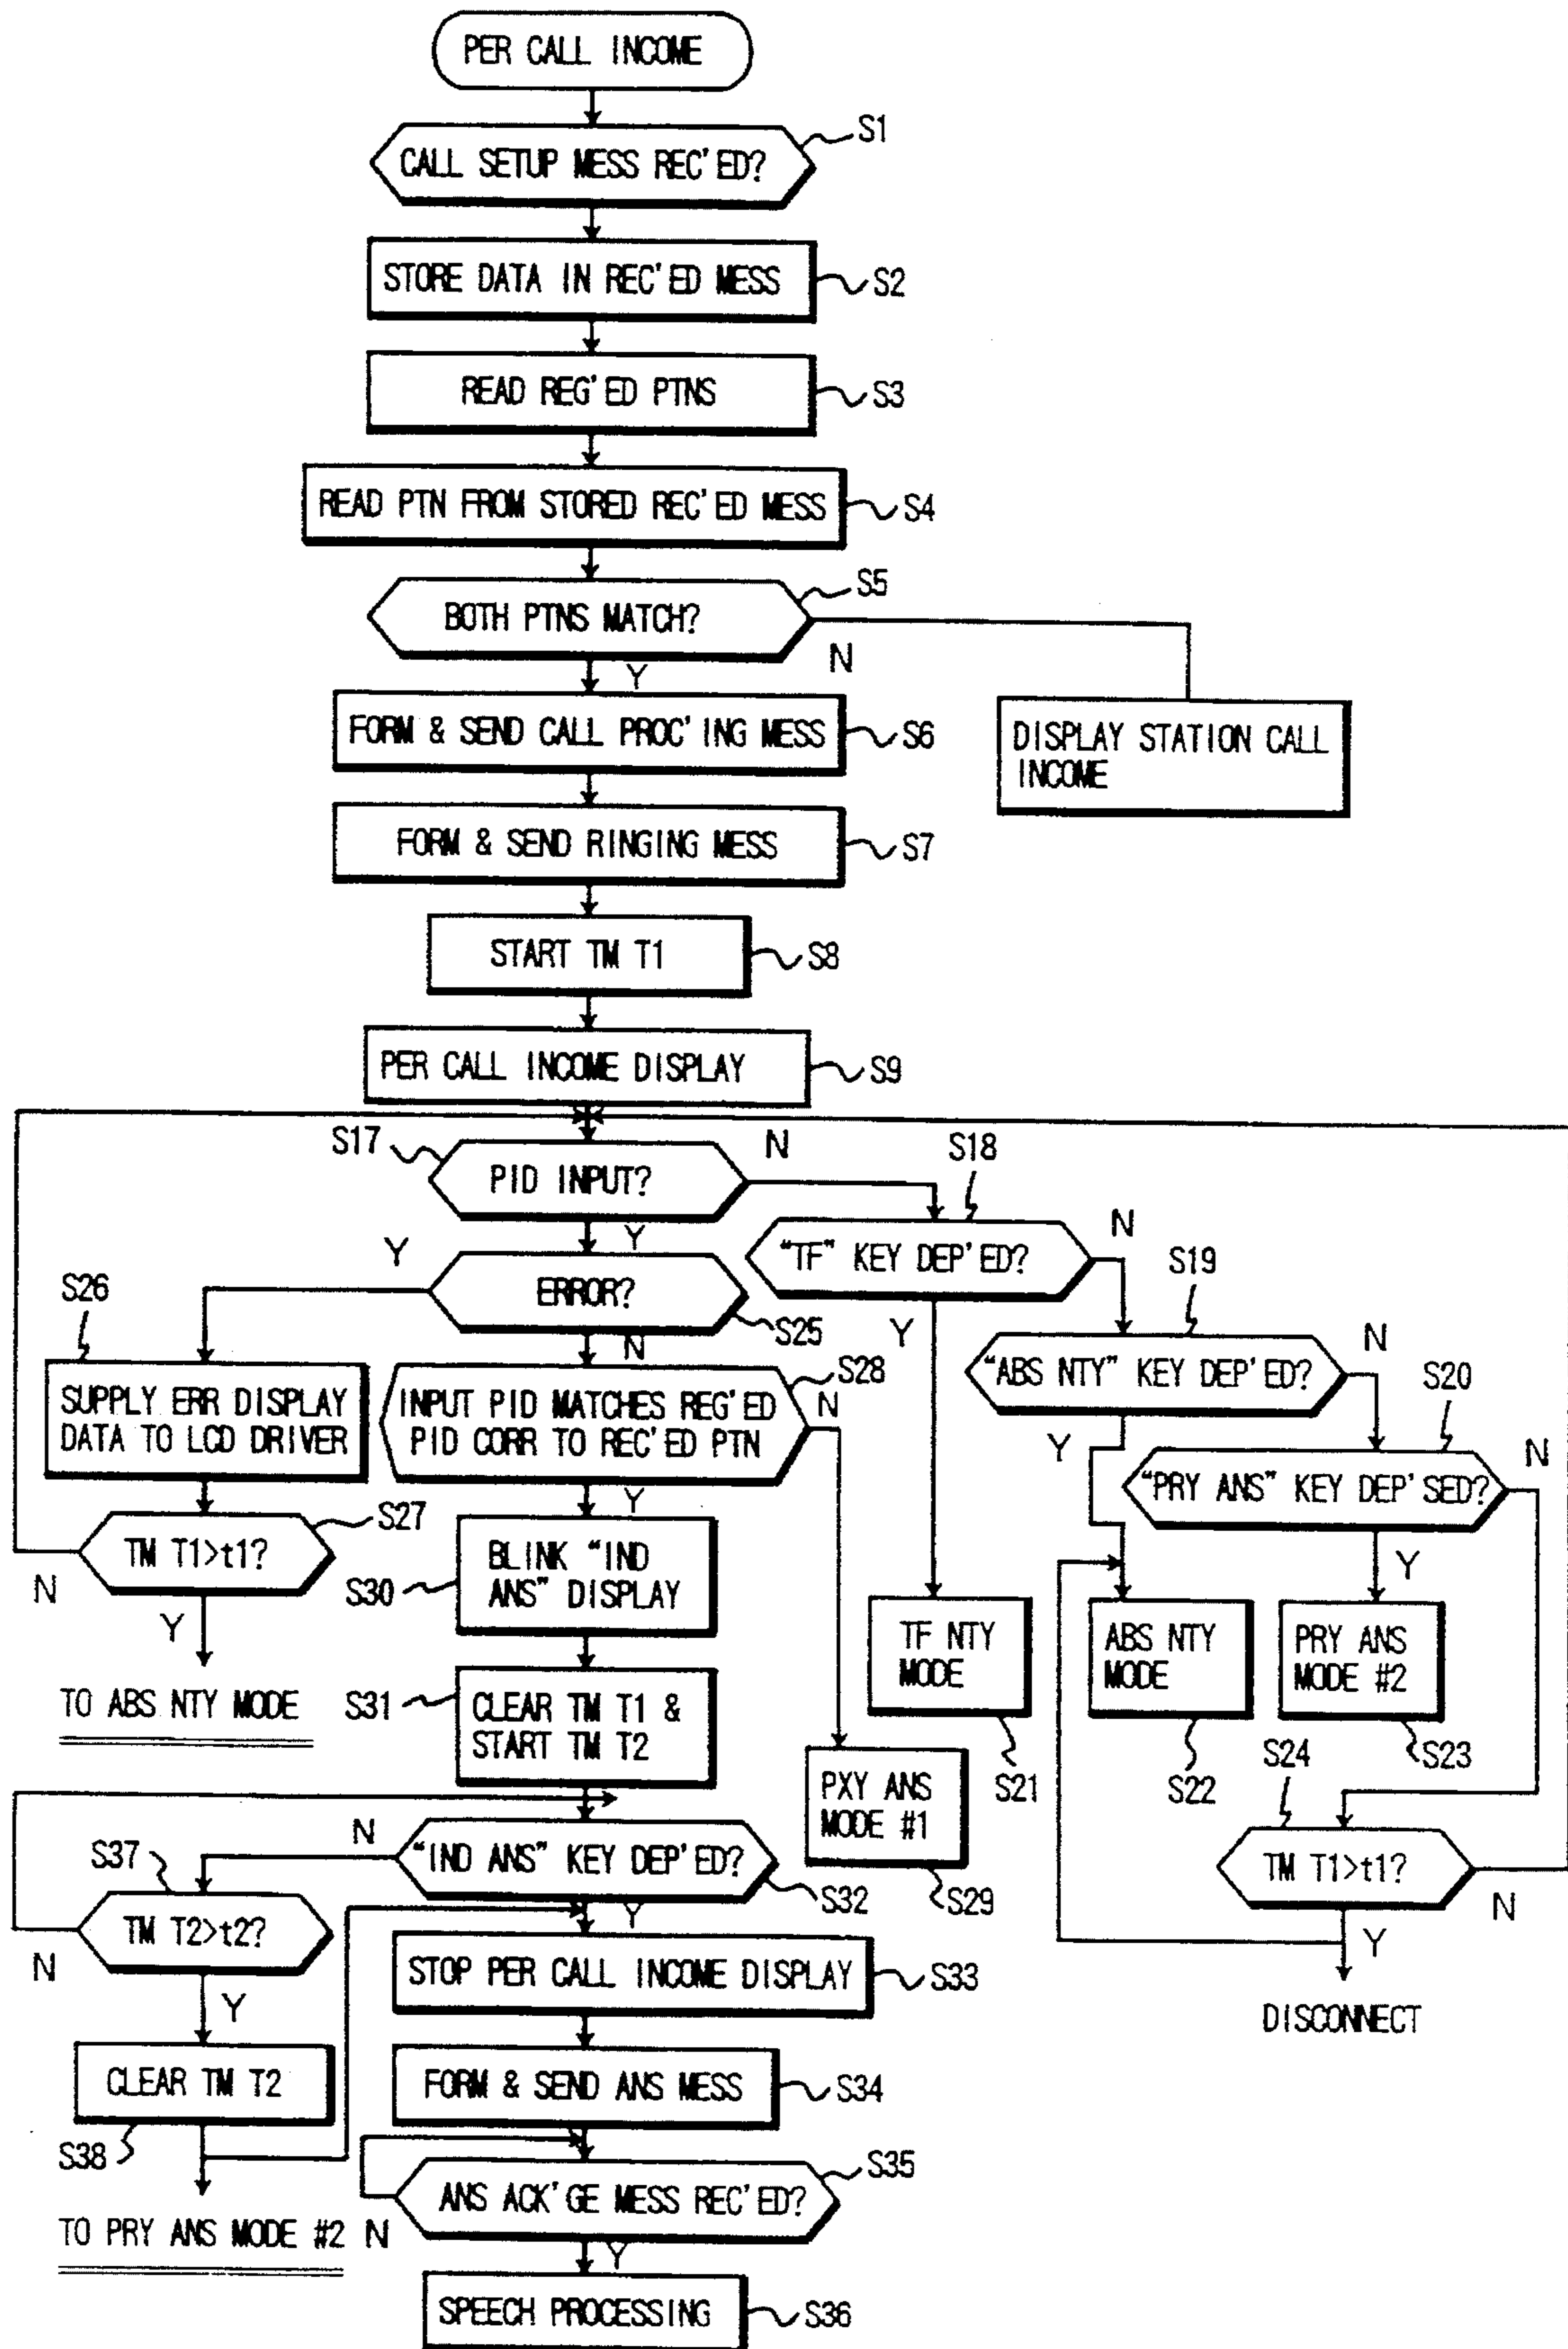 PER CALL INCOME
S1
CALL SETUP MESS REC'ED?
STORE DATA IN REC'ED MESS
S2
READ REG'ED PTNS
S3
READ PTN FROM STORED REC'ED MESS
S4
S5
BOTH PTNS MATCH?
N
Y
FORM & SEND CALL PROC'ING MESS
S6
DISPLAY STATION CALL
INCOME
FORM & SEND RINGING MESS
S7
START TM T1
S8
PER CALL INCOME DISPLAY
S9
S17
PID INPUT?
N
Y
S18
"TF" KEY DEP'ED?
N
Y
Y
ERROR?
S25
N
S19
"ABS NTY" KEY DEP'ED?
N
Y
S26
SUPPLY ERR DISPLAY
DATA TO LCD DRIVER
S28
INPUT PID MATCHES REG'ED
PID CORR TO REC'ED PTN
N
Y
S20
"PRY ANS" KEY DEP'SED?
N
Y
S27
TM T1>t1?
N
Y
TO ABS NTY MODE
BLINK "IND
ANS" DISPLAY
S30
TF NTY
MODE
S21
ABS NTY
MODE
S22
PRY ANS
MODE #2
S23
CLEAR TM T1 &
START TM T2
S31
PXY ANS
MODE #1
S29
S24
TM T1>t1?
N
Y
DISCONNECT
"IND ANS" KEY DEP'ED?
S32
N
Y
S37
TM T2>t2?
N
Y
STOP PER CALL INCOME DISPLAY
S33
CLEAR TM T2
S38
FORM & SEND ANS MESS
S34
S35
ANS ACK'GE MESS REC'ED?
TO PRY ANS MODE #2
N
Y
SPEECH PROCESSING
S36